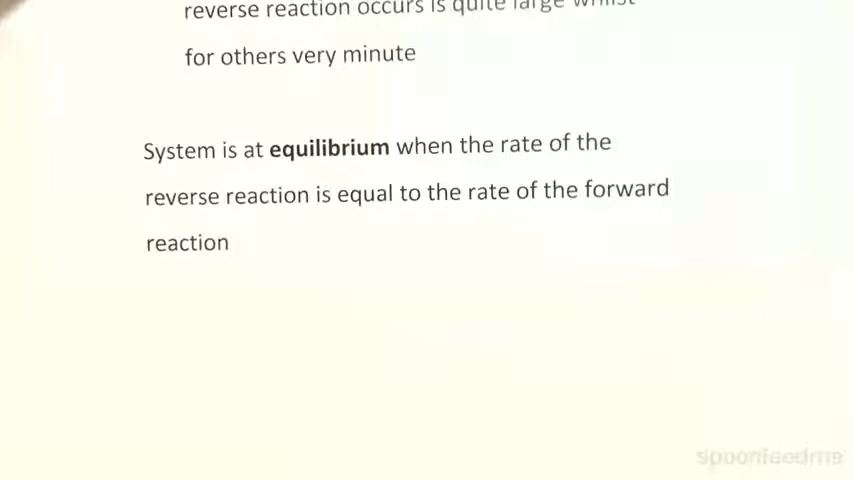 reverse reaction occurs is quite large whilst
for others very minute
System is at equilibrium when the rate of the
reverse reaction is equal to the rate of the forward
reaction
spoonfeedme